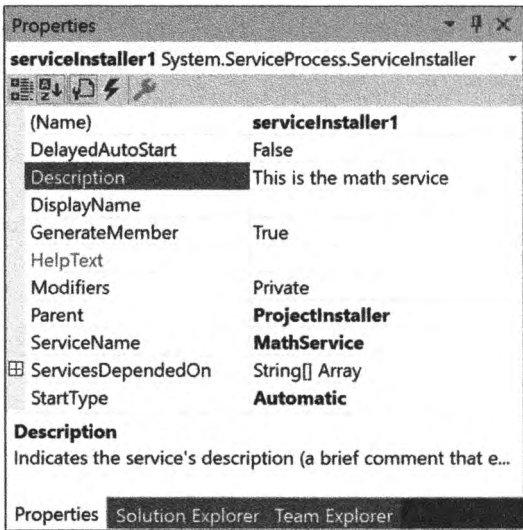 Properties
serviceInstaller1 System.ServiceProcess.ServiceInstaller
(Name) serviceInstaller1
DelayedAutoStart False
Description This is the math service
DisplayName
GenerateMember True
HelpText
Modifiers Private
Parent ProjectInstaller
ServiceName MathService
ServicesDependedOn String[] Array
StartType Automatic
Description
Indicates the service's description (a brief comment that e...
Properties Solution Explorer Team Explorer